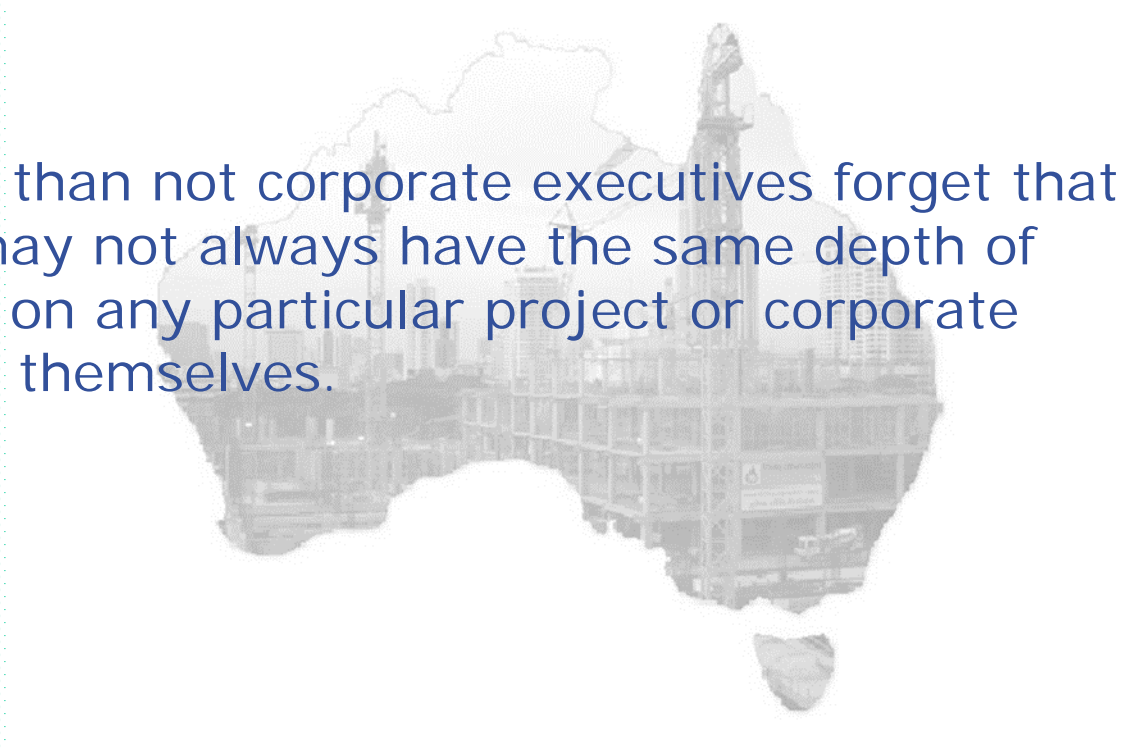 than not corporate executives forget that
may not always have the same depth of
on any particular project or corporate
themselves.